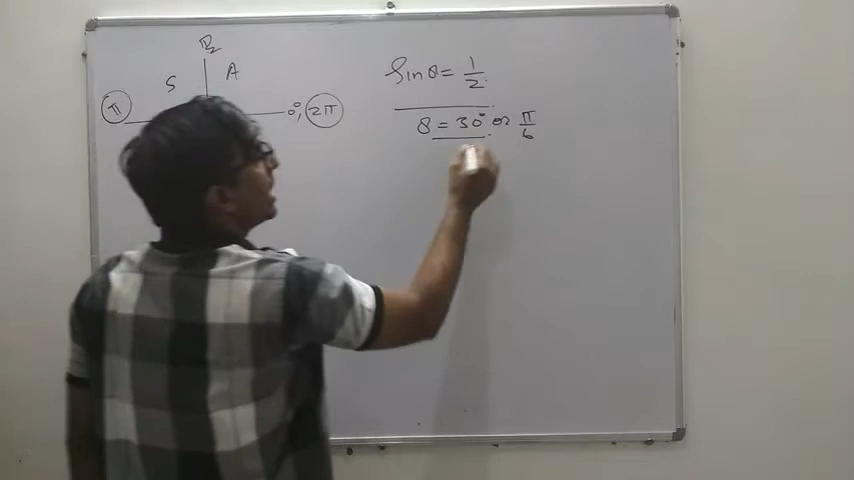 π/2
S A
π 0°, 2π
Sin θ = 1/2
θ = 30° or π/6